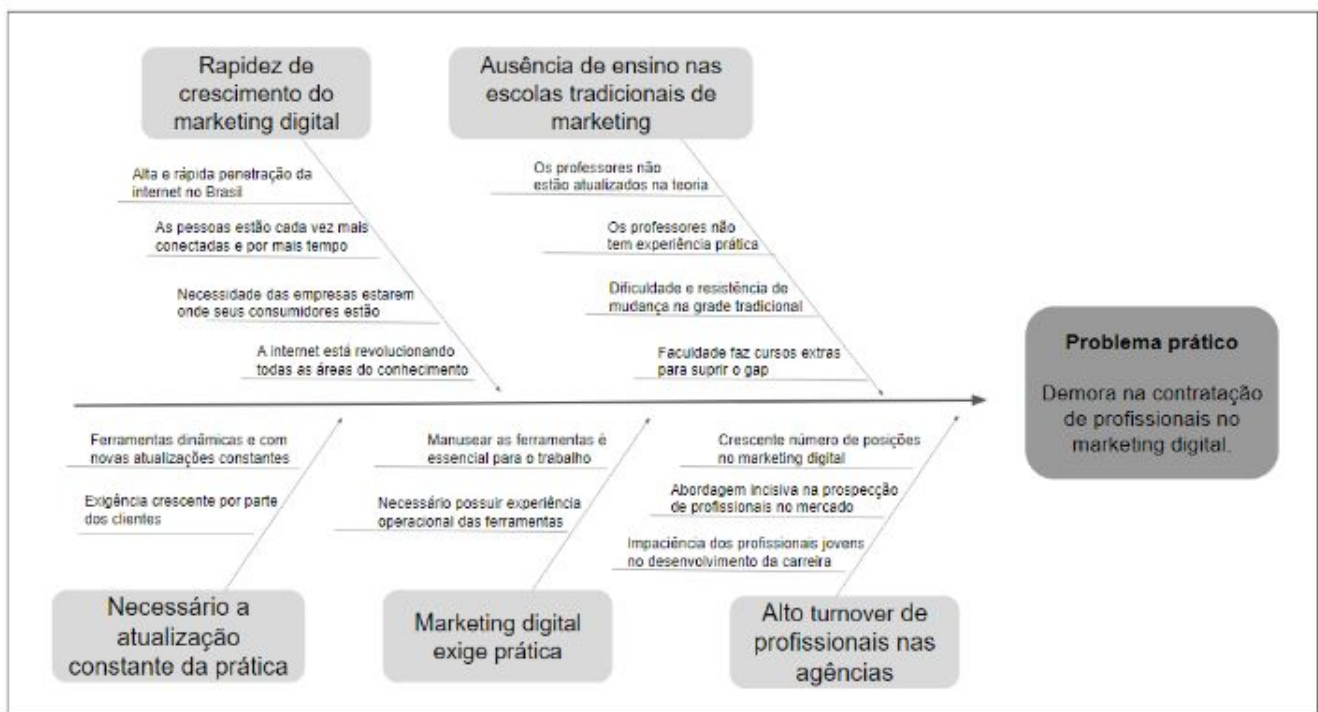 Rapidez de
crescimento do
marketing digital
Alta e rápida penetração da
internet no Brasil
As pessoas estão cada vez mais
conectadas e por mais tempo
Necessidade das empresas estarem
onde seus consumidores estão
A internet está revolucionando
todas as áreas do conhecimento
Ausência de ensino nas
escolas tradicionais de
marketing
Os professores não
estão atualizados na teoria
Os professores não
tem experiência prática
Dificuldade e resistência de
mudança na grade tradicional
Faculdade faz cursos extras
para suprir o gap
Problema prático
Demora na contratação
de profissionais no
marketing digital.
Ferramentas dinâmicas e com
novas atualizações constantes
Exigência crescente por parte
dos clientes
Necessário a
atualização
constante da prática
Manusear as ferramentas é
essencial para o trabalho
Necessário possuir experiência
operacional das ferramentas
Marketing digital
exige prática
Crescente número de posições
no marketing digital
Abordagem incisiva na prospecção
de profissionais no mercado
Impaciência dos profissionais jovens
no desenvolvimento da carreira
Alto turnover de
profissionais nas
agências